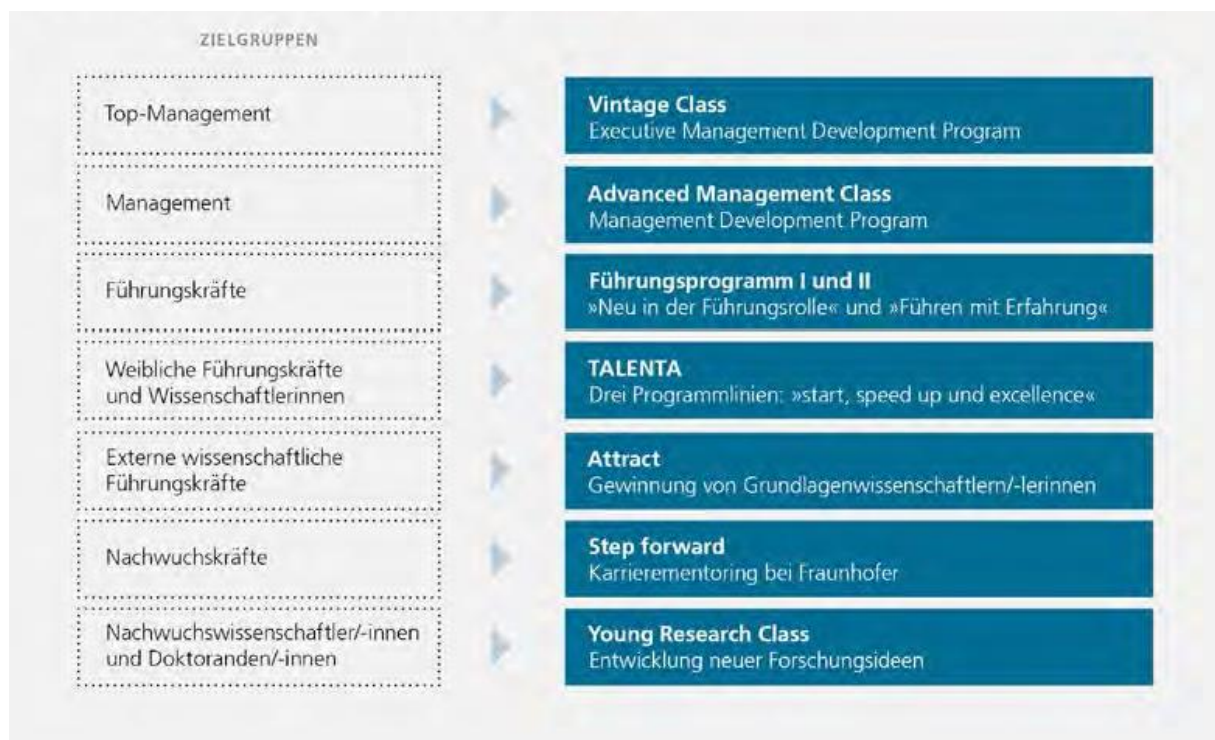 ZIELGRUPPEN
Top-Management
Vintage Class
Executive Management Development Program
Management
Advanced Management Class
Management Development Program
Führungskräfte
Führungsprogramm I und II
»Neu in der Führungsrolle« und »Führen mit Erfahrung«
Weibliche Führungskräfte
und Wissenschaftlerinnen
TALENTA
Drei Programmlinien: »start, speed up und excellence«
Externe wissenschaftliche
Führungskräfte
Attract
Gewinnung von Grundlagenwissenschaftlern/-lerinnen
Nachwuchskräfte
Step forward
Karrierementoring bei Fraunhofer
Nachwuchswissenschaftler/-innen
und Doktoranden/-innen
Young Research Class
Entwicklung neuer Forschungsideen